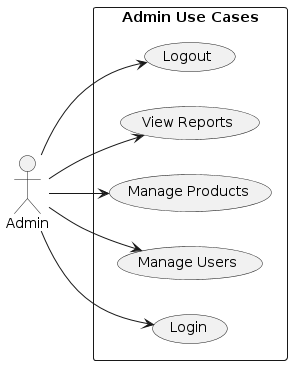 Admin Use Cases
Logout
View Reports
Manage Products
Admin
Manage Users
Login